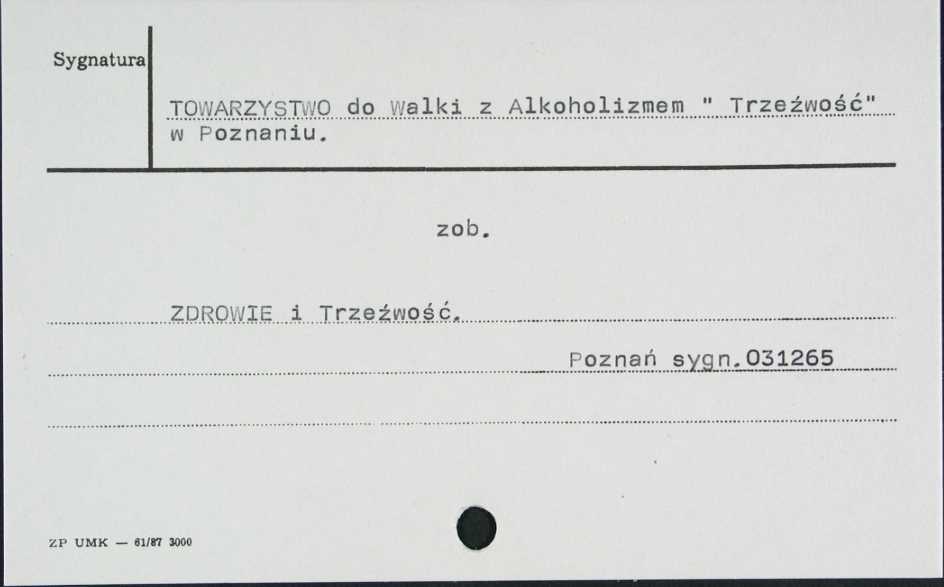 Sygnatura
TOWARZYSTWO do Walki z Alkoholizmem " Trzeźwość"
w Poznaniu.
zob.
ZDROWIE i Trzeźwość.
Poznań sygn.031265
ZP UMK — 61/87 3000